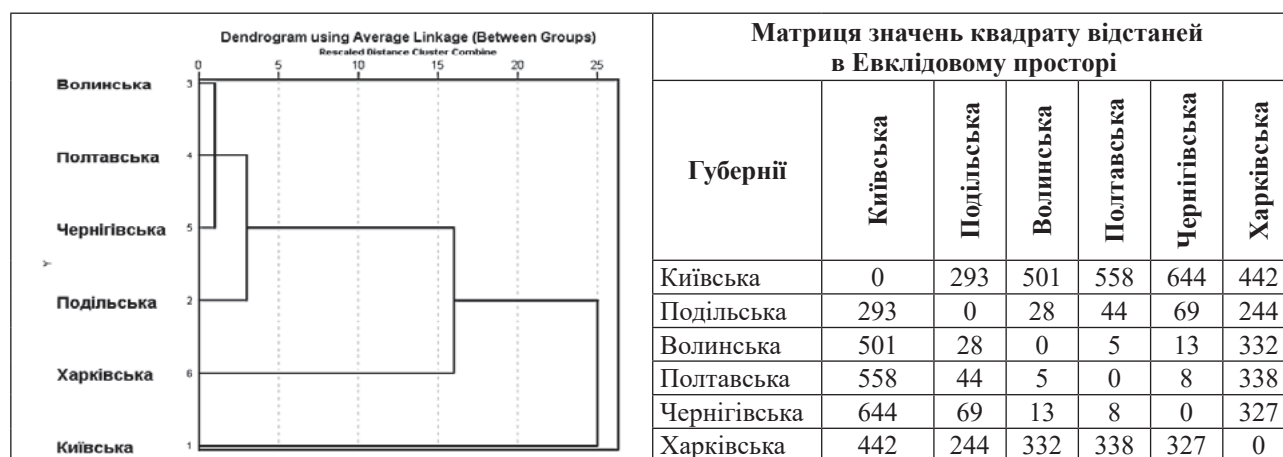 Dendrogram using Average Linkage (Between Groups)
Rescaled Distance Cluster Combine
0 5 10 15 20 25
Волинська 3
Полтавська 4
Чернігівська 5
Y
Подільська 2
Харківська 6
Київська 1
Матриця значень квадрату відстаней
в Евклідовому просторі
Губернії Київська Подільська Волинська Полтавська Чернігівська Харківська
Київська 0 293 501 558 644 442
Подільська 293 0 28 44 69 244
Волинська 501 28 0 5 13 332
Полтавська 558 44 5 0 8 338
Чернігівська 644 69 13 8 0 327
Харківська 442 244 332 338 327 0